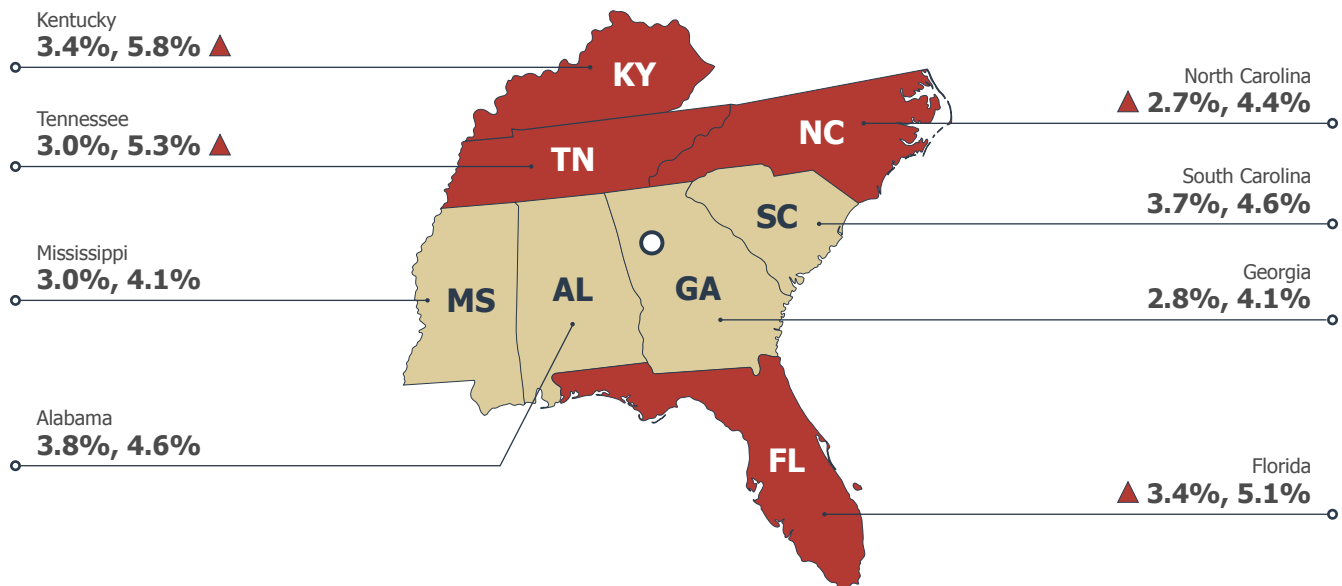 Kentucky
3.4%, 5.8%
Tennessee
3.0%, 5.3%
Mississippi
3.0%, 4.1%
Alabama
3.8%, 4.6%
KY
TN
NC
SC
MS
AL
GA
FL
North Carolina
2.7%, 4.4%
South Carolina
3.7%, 4.6%
Georgia
2.8%, 4.1%
Florida
3.4%, 5.1%